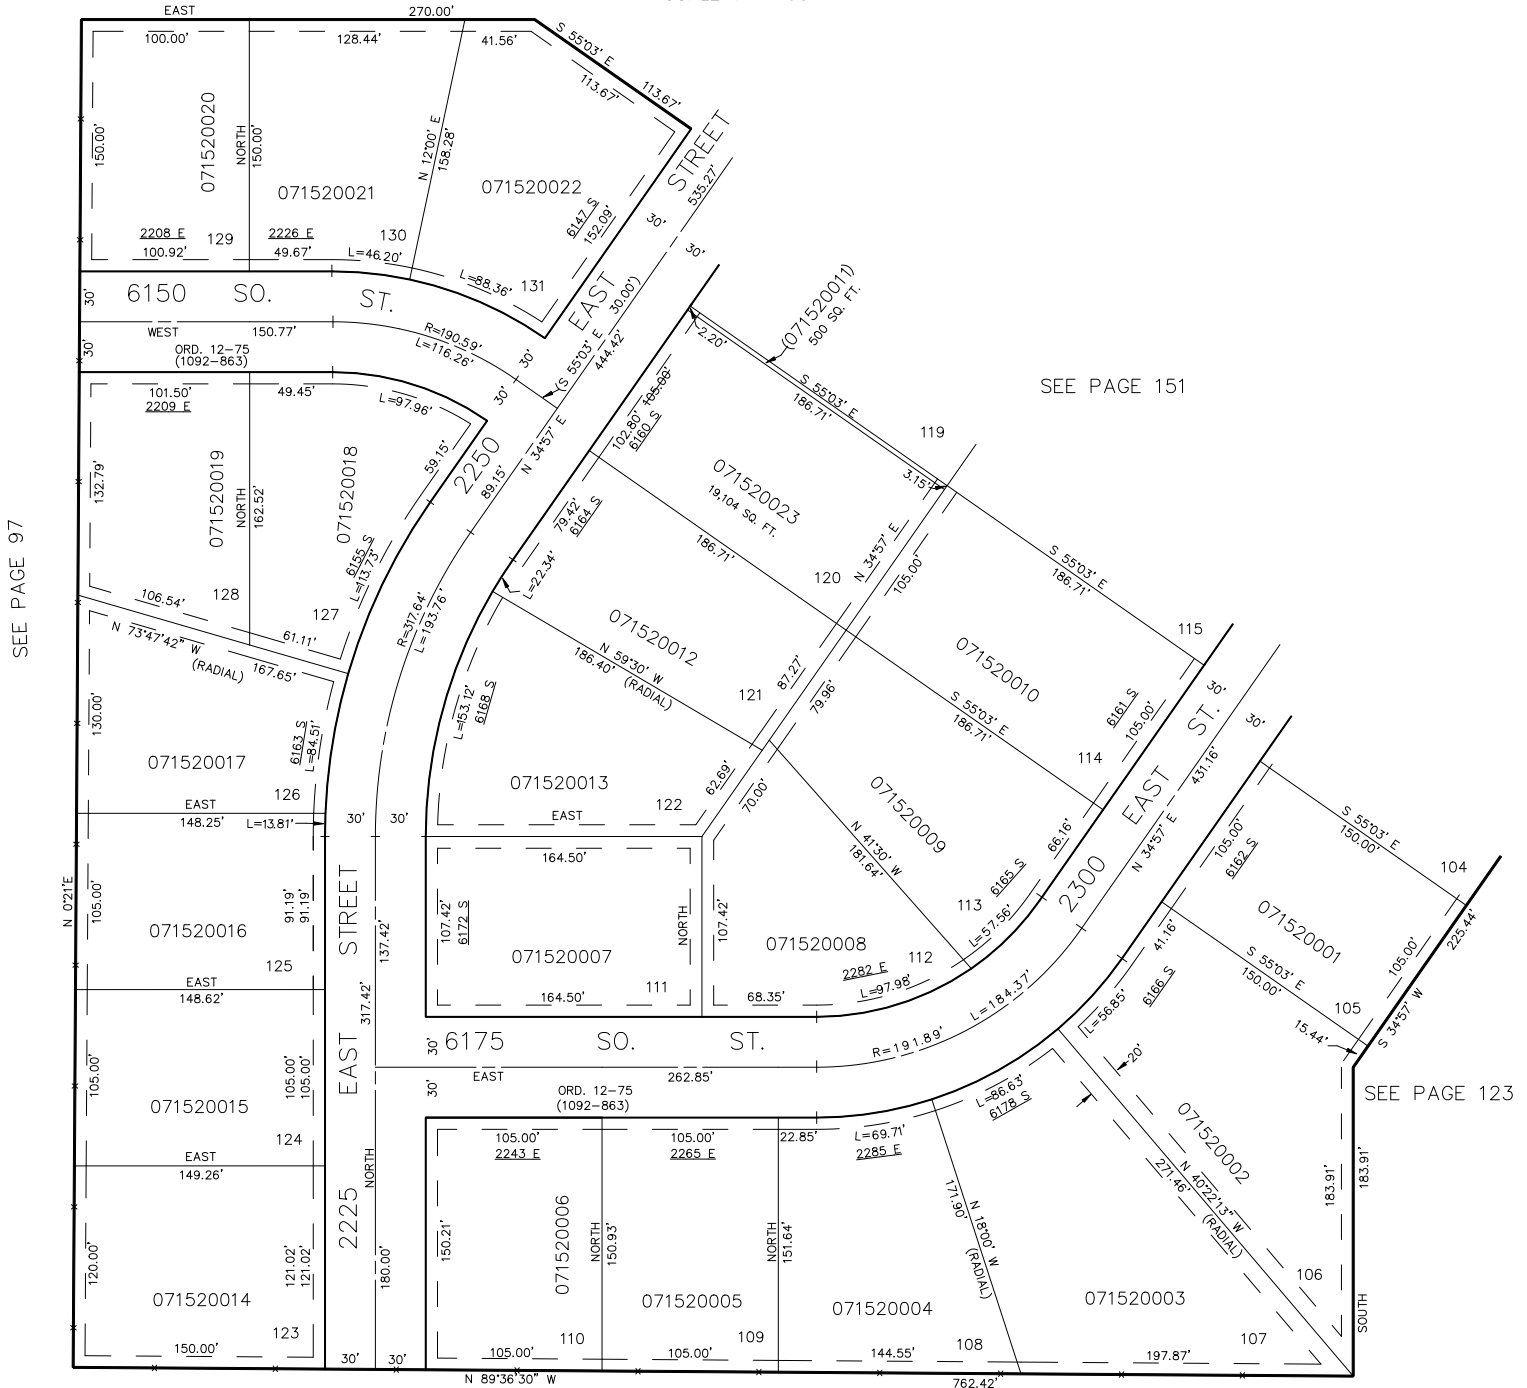 EAST
270.00'
100.00'
128.44'
41.56'
S 55°03' E
113.67'
113.67'
150.00'
071520020
NORTH
150.00'
N 12°00' E
158.28'
071520021
071520022
6147 S
152.09'
STREET
535.27'
30'
30'
2208 E
129
2226 E
130
100.92'
49.67'
L=46.20'
L=88.36'
131
30'
6150 SO. ST.
EAST
(S 55°03' E 30.00')
444.42'
WEST
150.77'
R=190.59'
L=116.26'
30'
ORD. 12-75
(1092-863)
30'
30'
2.20'
(071520011)
500 SQ. FT.
101.50'
2209 E
49.45'
L=97.96'
102.80'
105.00'
6160 S
S 55°03' E
186.71'
SEE PAGE 151
119
132.79'
071520019
NORTH
162.52'
071520018
59.15'
2250
89.15'
N 34°57' E
071520023
19,104 SQ. FT.
3.15'
SEE PAGE 97
6155 S
L=113.73'
79.42'
6164 S
L=22.34'
186.71'
120
N 34°57' E
105.00'
S 55°03' E
186.71'
106.54'
128
127
61.11'
N 73°47'42" W
(RADIAL)
167.65'
R=317.64'
L=193.76'
071520012
N 59°30' W
186.40'
(RADIAL)
121
87.27'
79.96'
071520010
115
S 55°03' E
186.71'
6161 S
105.00'
30'
30'
130.00'
071520017
6163 S
L=84.51'
126
L=153.12'
6168 S
071520013
122
62.69'
70.00'
114
EAST ST.
431.16'
EAST
148.25'
L=13.81'
30'
30'
EAST
164.50'
071520009
N 41°30' W
181.64'
66.16'
N 34°57' E
105.00'
6162 S
S 55°03' E
150.00'
104
N 0°21'E
105.00'
071520016
91.19'
91.19'
125
EAST STREET
137.42'
107.42'
6172 S
071520007
NORTH
107.42'
113
6165 S
L=57.56'
2300
071520008
112
2282 E
L=97.98'
41.16'
6166 S
071520001
105.00'
225.44'
EAST
148.62'
317.42'
164.50'
111
68.35'
L=184.37'
R=191.89'
L=56.85'
S 55°03' E
150.00'
105
15.44'
S 34°57' W
30'
6175 SO. ST.
105.00'
071520015
105.00'
105.00'
124
30'
EAST
262.85'
ORD. 12-75
(1092-863)
L=86.63'
6178 S
20'
SEE PAGE 123
105.00'
2243 E
105.00'
2265 E
22.85'
L=69.71'
2285 E
071520002
EAST
149.26'
NORTH
2225
180.00'
150.21'
071520006
NORTH
150.93'
NORTH
151.64'
171.90'
N 18°00' W
(RADIAL)
271.46'
N 40°22'13" W
(RADIAL)
183.91'
183.91'
120.00'
121.02'
121.02'
071520014
123
150.00'
071520005
071520004
071520003
106
SOUTH
110
109
108
107
30'
30'
105.00'
105.00'
144.55'
197.87'
N 89°36'30" W
762.42'